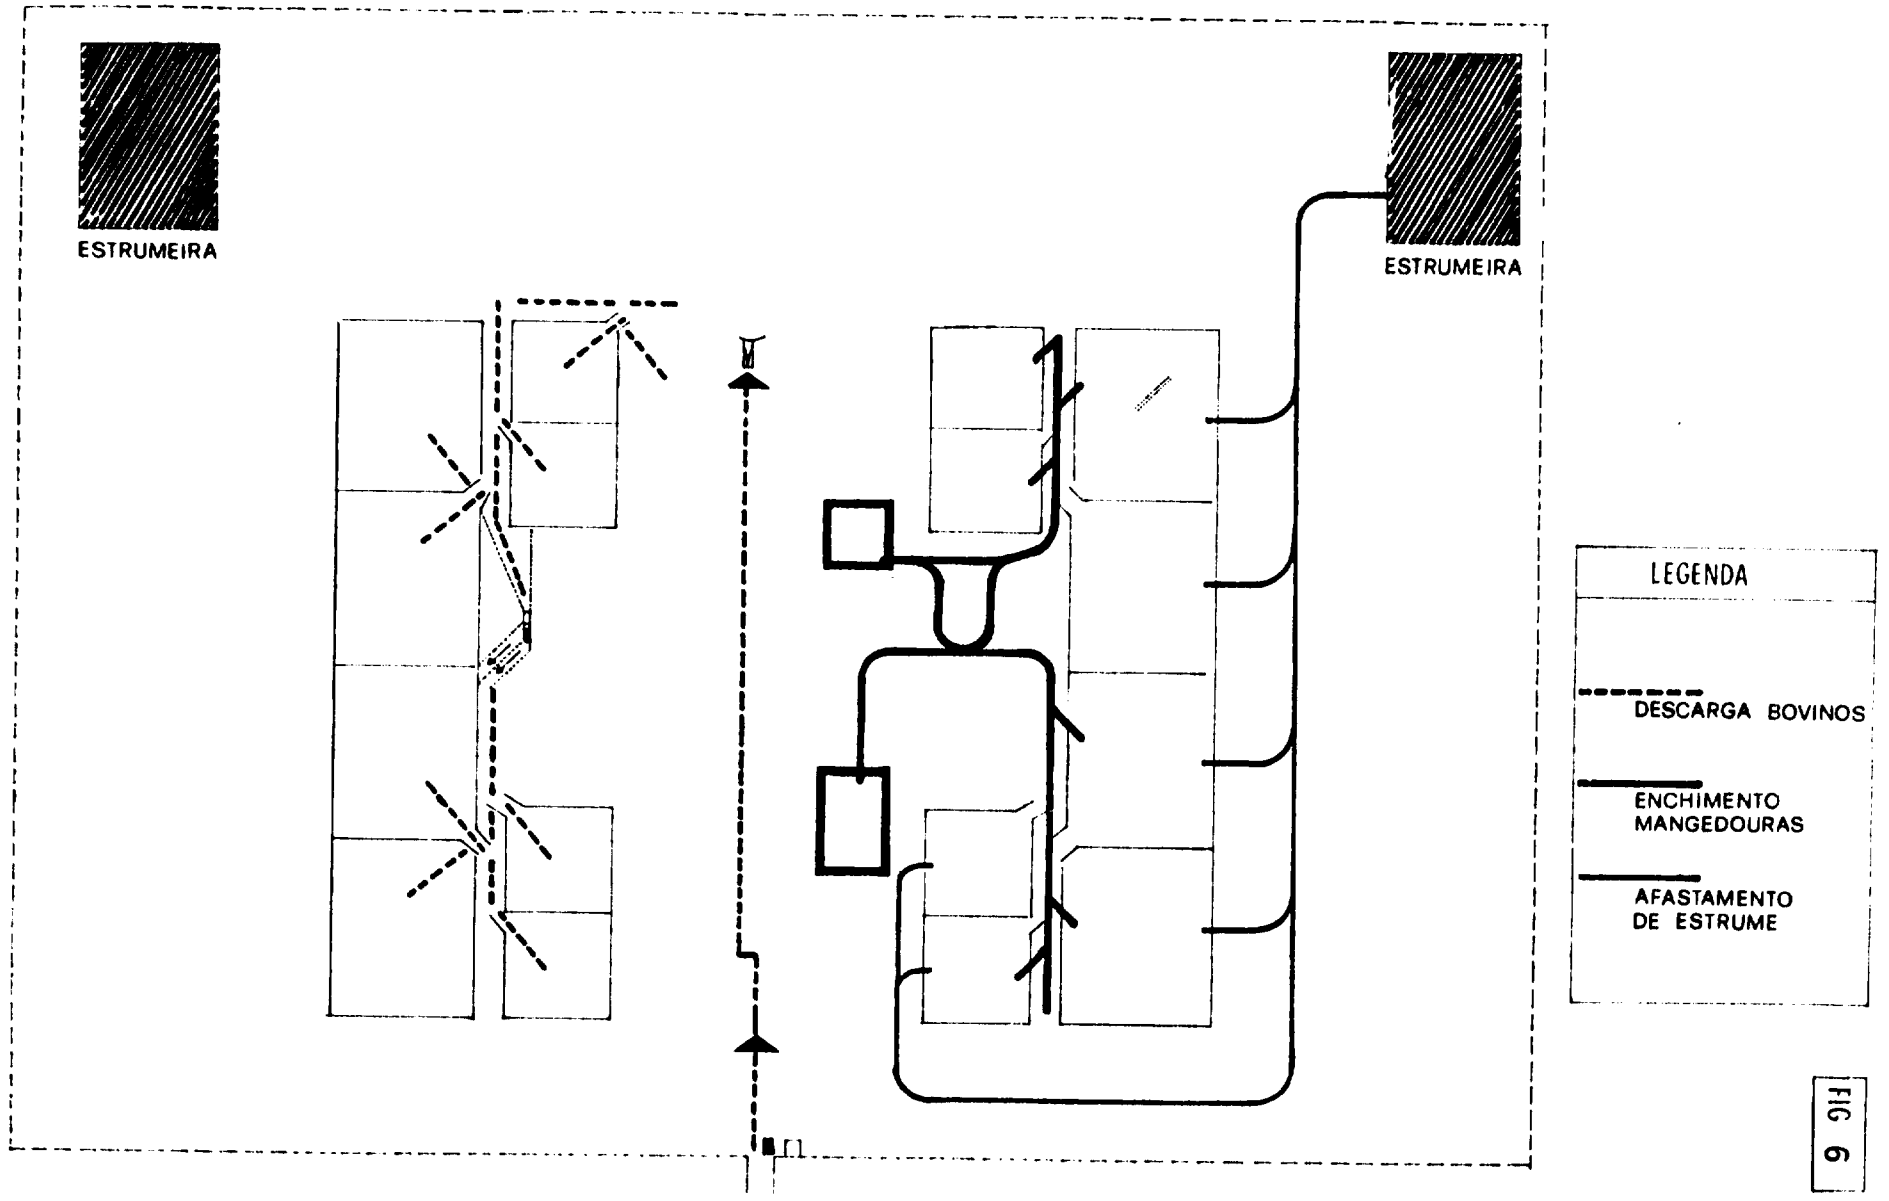 ESTRUMEIRA
ESTRUMEIRA
LEGENDA
DESCARGA BOVINOS
ENCHIMENTO
MANGEDOURAS
AFASTAMENTO
DE ESTRUME
FIG 6